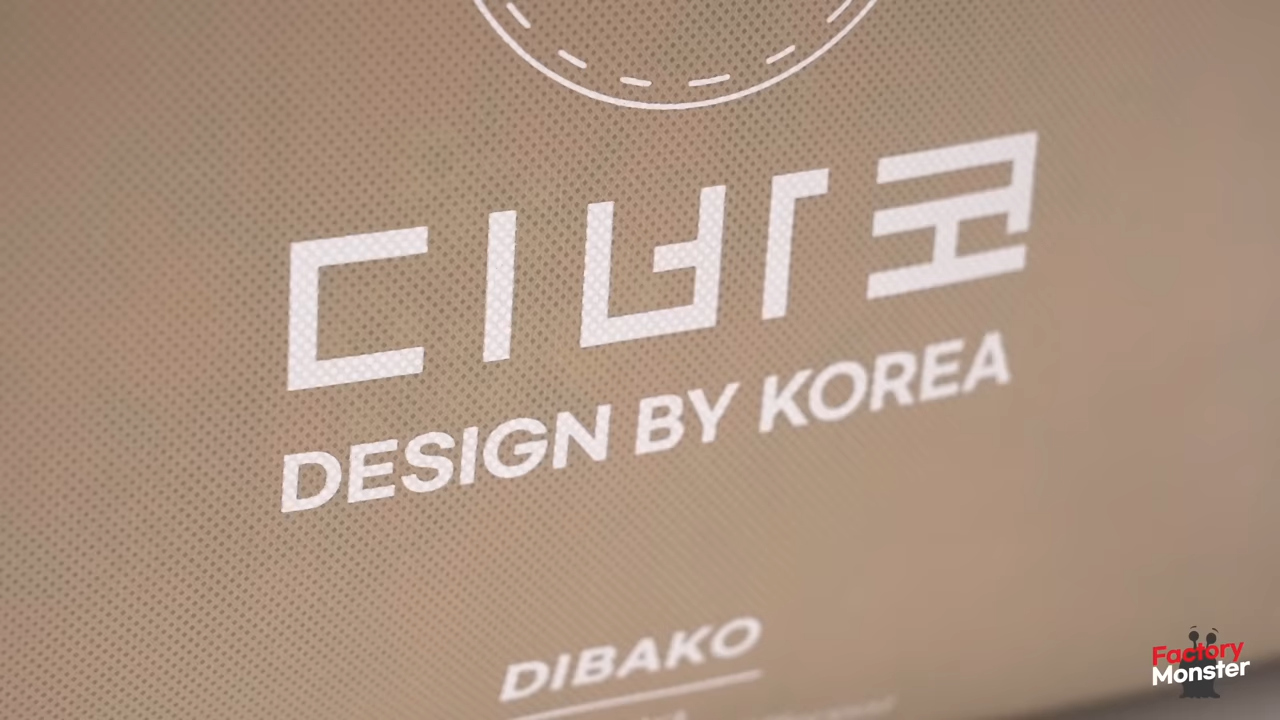 디바코
DESIGN BY KOREA
DIBAKO
Factory
Monster